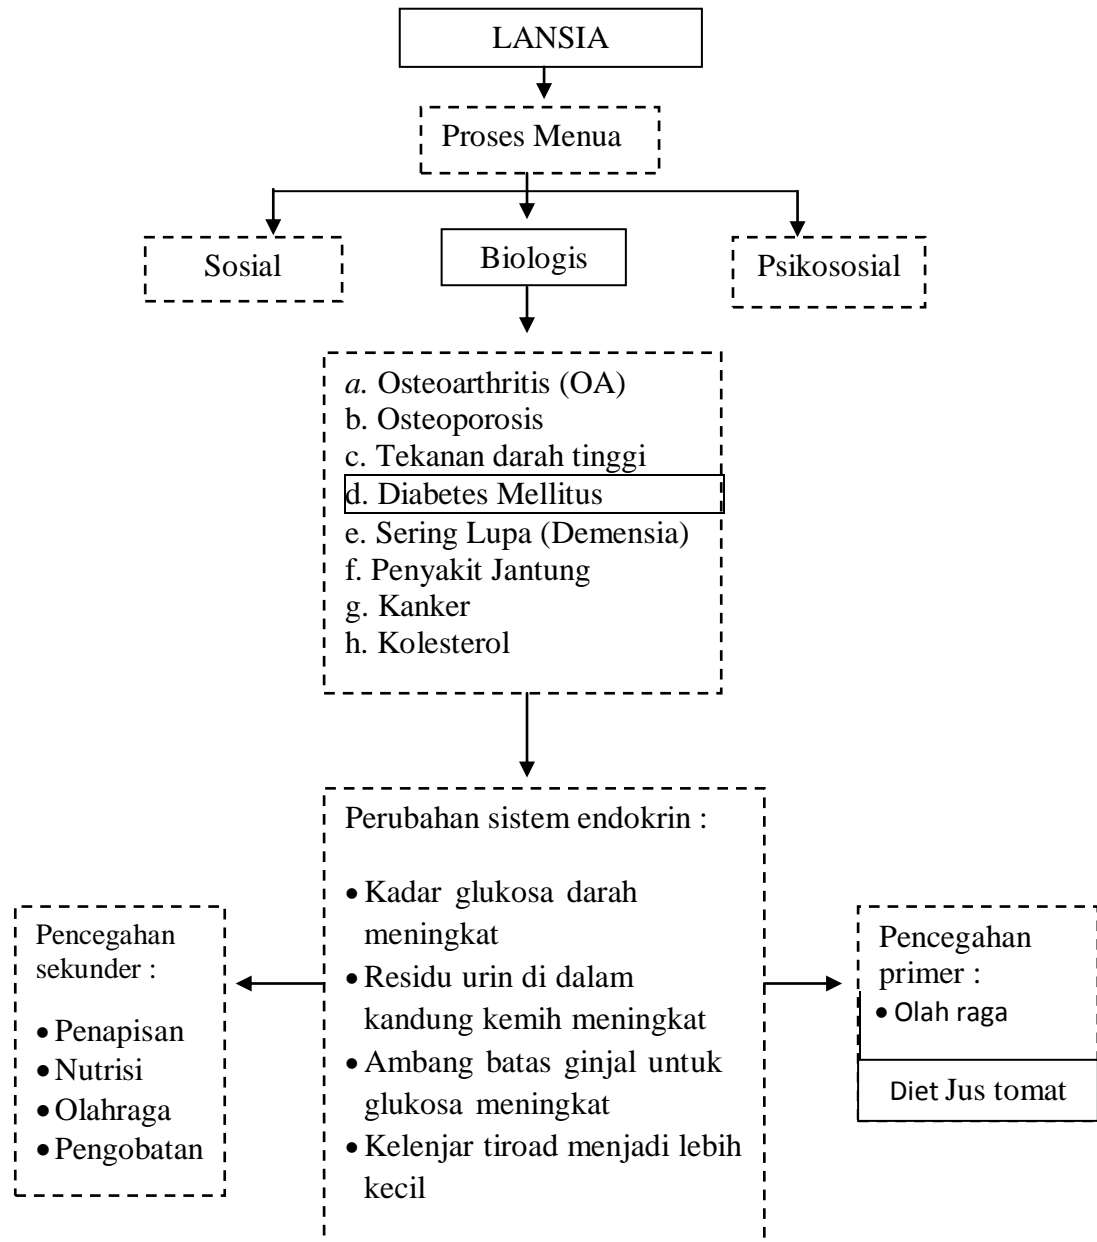 LANSIA
Proses Menua
Sosial
Biologis
Psikososial
a. Osteoarthritis (OA)
b. Osteoporosis
c. Tekanan darah tinggi
d. Diabetes Mellitus
e. Sering Lupa (Demensia)
f. Penyakit Jantung
g. Kanker
h. Kolesterol
Perubahan sistem endokrin :
• Kadar glukosa darah
meningkat
• Residu urin di dalam
kandung kemih meningkat
• Ambang batas ginjal untuk
glukosa meningkat
• Kelenjar tiroad menjadi lebih
kecil
Pencegahan
sekunder :
• Penapisan
• Nutrisi
• Olahraga
• Pengobatan
Pencegahan
primer :
• Olah raga
Diet Jus tomat